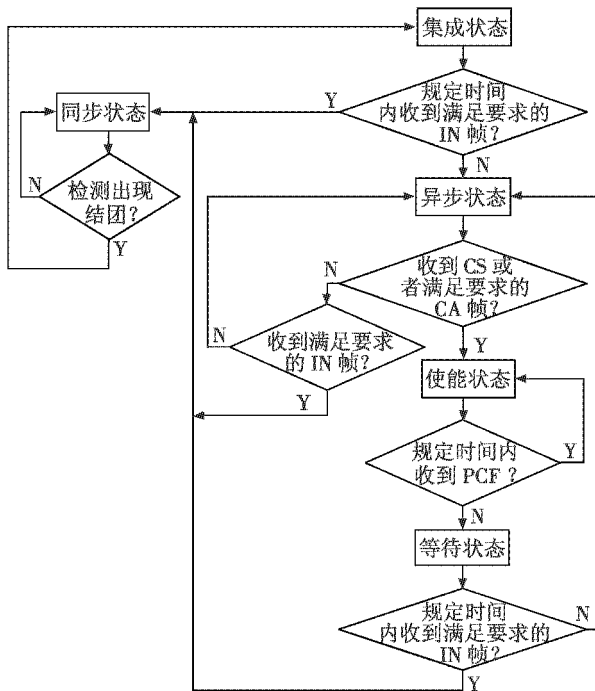 集成状态
规定时间
内收到满足要求的
IN 帧？
Y
N
同步状态
检测出现
结团？
N
Y
异步状态
收到 CS 或
者满足要求的
CA 帧？
N
Y
收到满足要求
的 IN 帧？
N
Y
使能状态
规定时间内
收到 PCF？
Y
N
等待状态
规定时间
内收到满足要求的
IN 帧？
N
Y